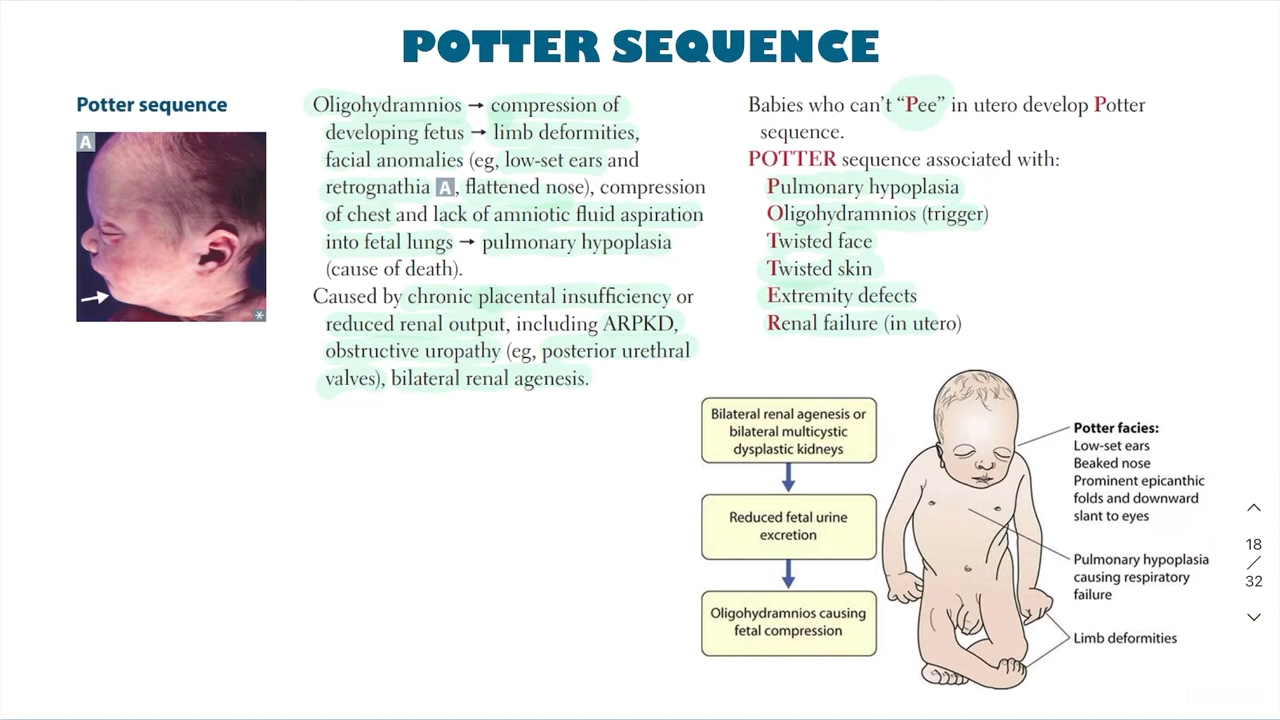 POTTER SEQUENCE
Potter sequence
A
*
Oligohydramnios → compression of
developing fetus → limb deformities,
facial anomalies (eg, low-set ears and
retrognathia A, flattened nose), compression
of chest and lack of amniotic fluid aspiration
into fetal lungs → pulmonary hypoplasia
(cause of death).
Caused by chronic placental insufficiency or
reduced renal output, including ARPKD,
obstructive uropathy (eg, posterior urethral
valves), bilateral renal agenesis.
Babies who can't “Pee” in utero develop Potter
sequence.
POTTER sequence associated with:
Pulmonary hypoplasia
Oligohydramnios (trigger)
Twisted face
Twisted skin
Extremity defects
Renal failure (in utero)
Bilateral renal agenesis or
bilateral multicystic
dysplastic kidneys
Reduced fetal urine
excretion
Oligohydramnios causing
fetal compression
Potter facies:
Low-set ears
Beaked nose
Prominent epicanthic
folds and downward
slant to eyes
Pulmonary hypoplasia
causing respiratory
failure
Limb deformities
18
/
32